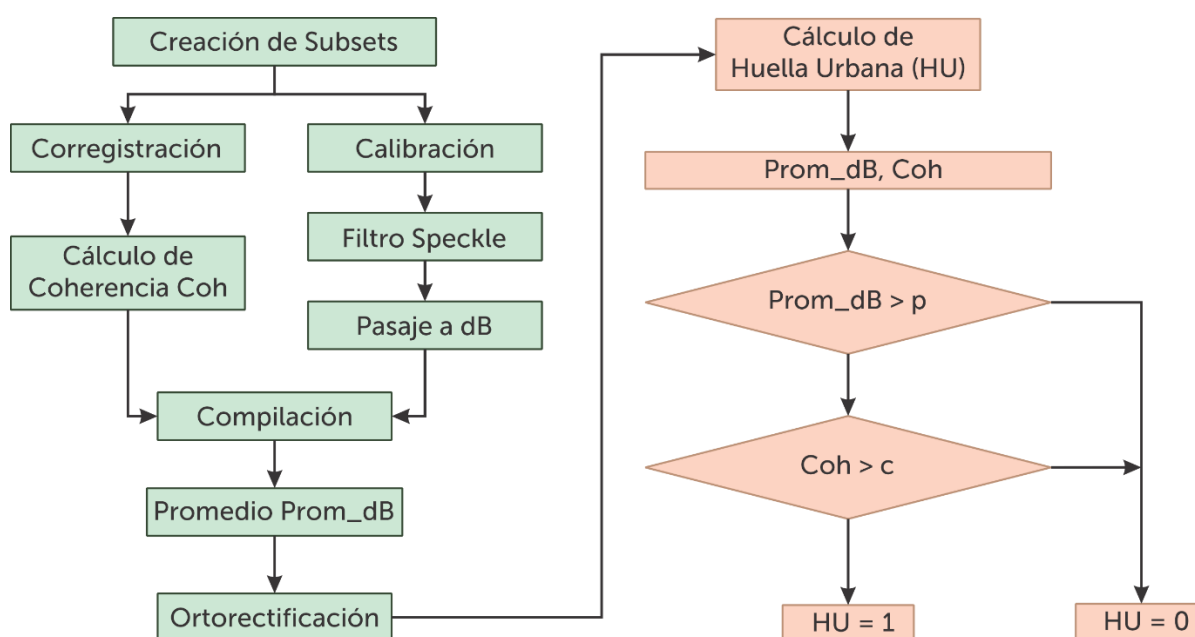 Creación de Subsets
Corregistración
Calibración
Cálculo de
Coherencia Coh
Filtro Speckle
Pasaje a dB
Compilación
Promedio Prom_dB
Ortorectificación
Cálculo de
Huella Urbana (HU)
Prom_dB, Coh
Prom_dB > p
Coh > c
HU = 1
HU = 0